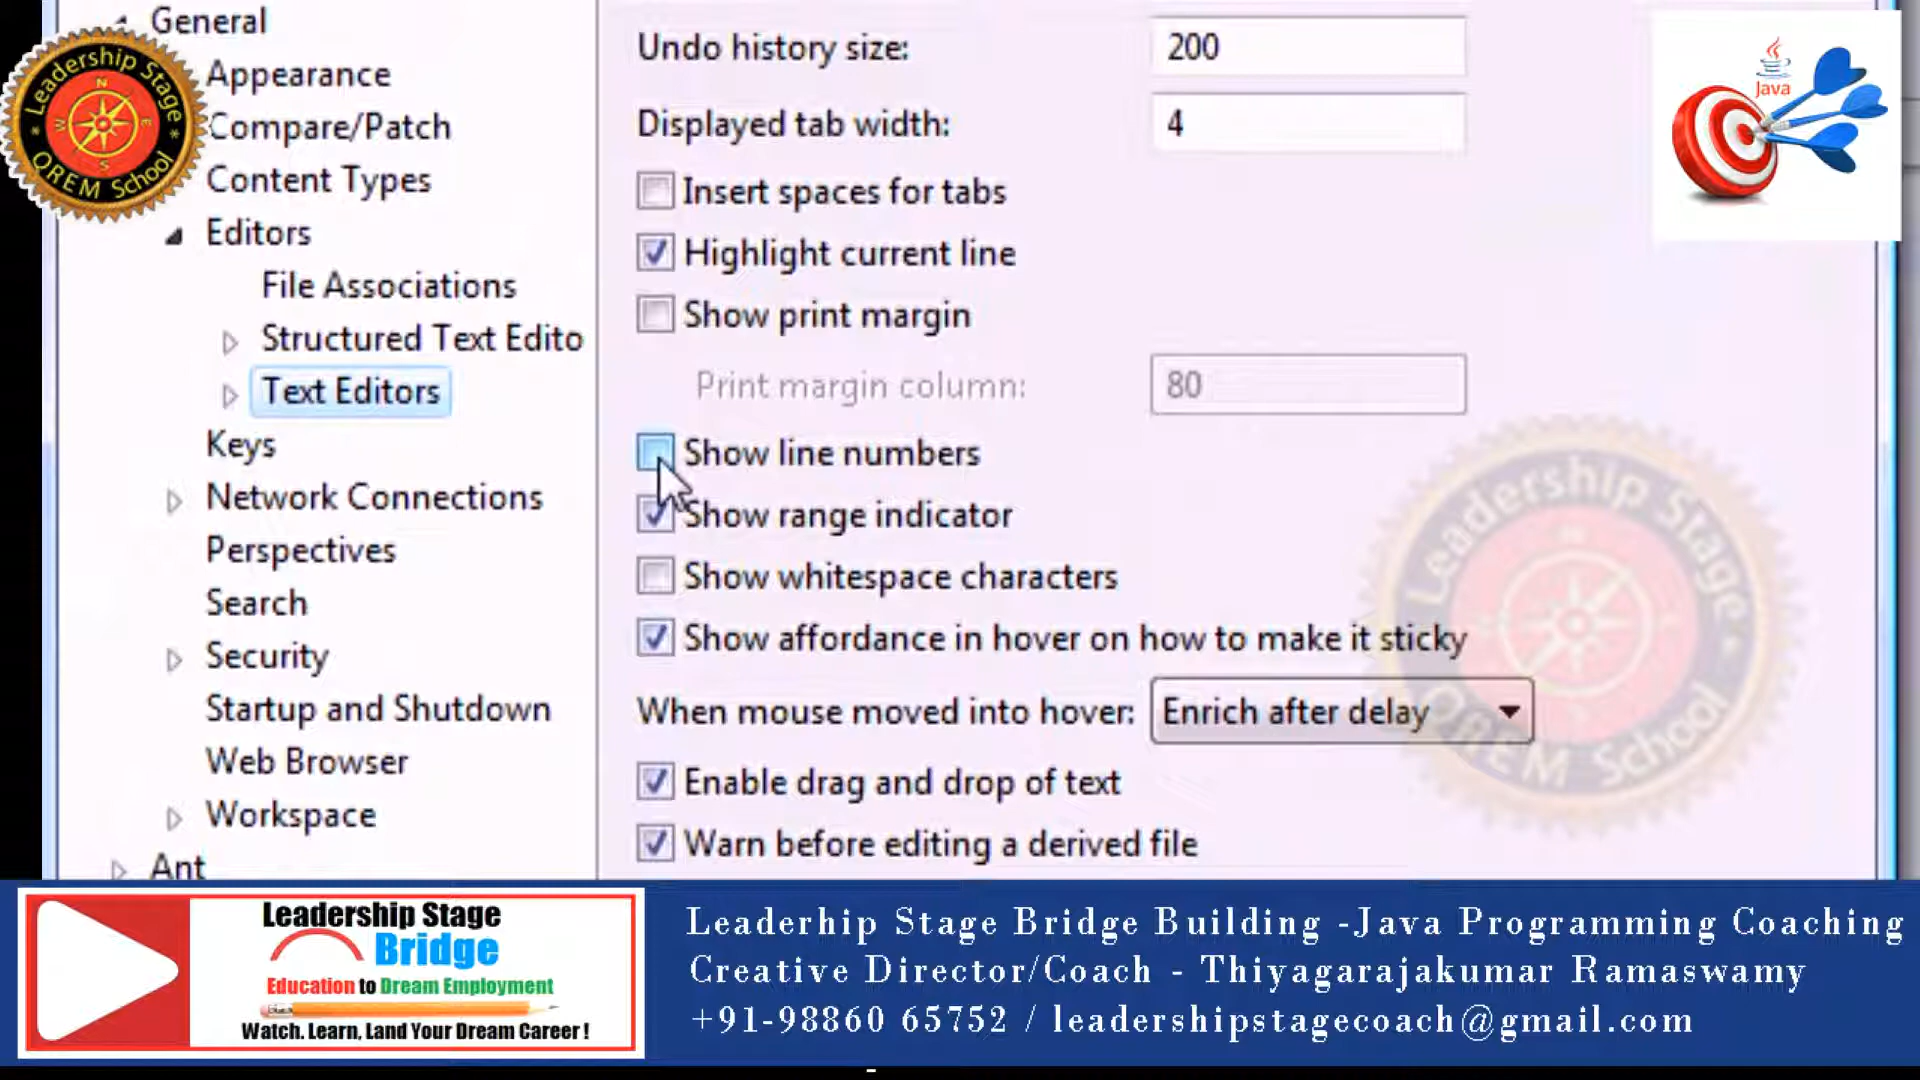 General
Appearance
Compare/Patch
Content Types
Editors
File Associations
Structured Text Edito
Text Editors
Keys
Network Connections
Perspectives
Search
Security
Startup and Shutdown
Web Browser
Workspace
Ant
Undo history size: 200
Displayed tab width: 4
Insert spaces for tabs
Highlight current line
Show print margin
Print margin column: 80
Show line numbers
Show range indicator
Show whitespace characters
Show affordance in hover on how to make it sticky
When mouse moved into hover: Enrich after delay
Enable drag and drop of text
Warn before editing a derived file
Leadership Stage
N
W E
S
QREM School
Java
Leadership Stage
QREM School
Leadership Stage
Bridge
Education to Dream Employment
Watch. Learn, Land Your Dream Career !
Leaderhip Stage Bridge Building -Java Programming Coaching
Creative Director/Coach - Thiyagarajakumar Ramaswamy
+91-98860 65752 / leadershipstagecoach@gmail.com